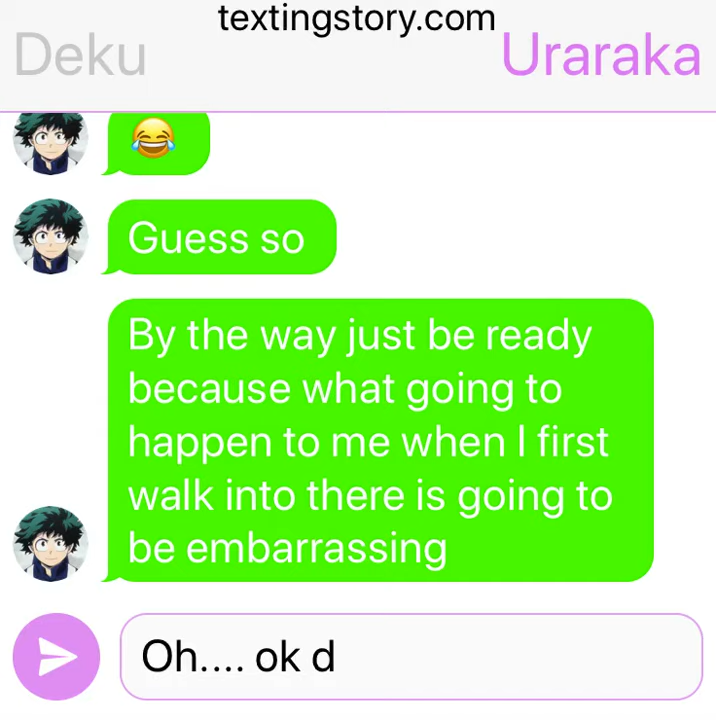 textingstory.com
Deku
Uraraka
😂
Guess so
By the way just be ready
because what going to
happen to me when I first
walk into there is going to
be embarrassing
Oh.... ok d